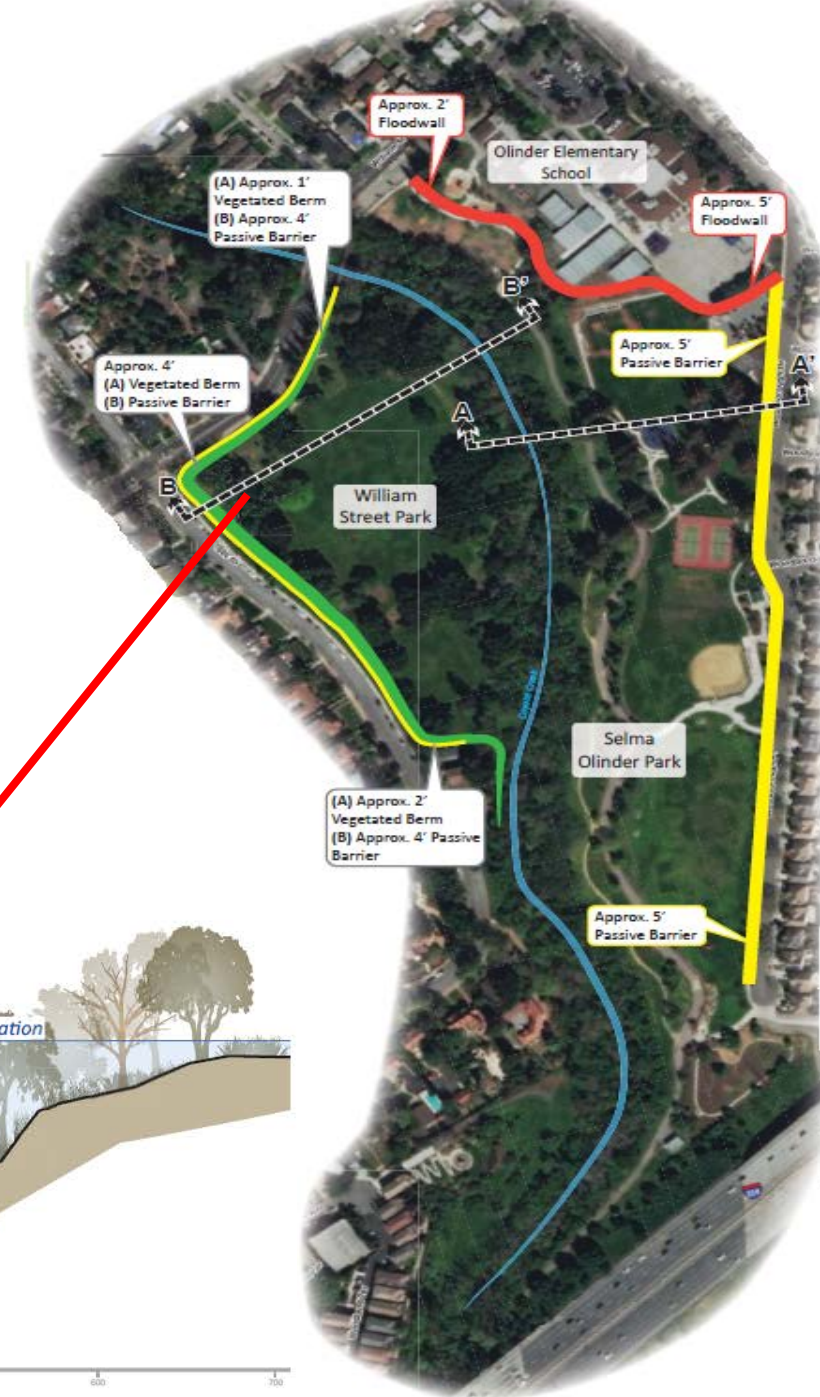 Approx. 2'
Floodwall
Olinder Elementary
School
(A) Approx. 1'
Vegetated Berm
(B) Approx. 4'
Passive Barrier
Approx. 5'
Floodwall
B'
Approx. 5'
Passive Barrier
A'
Approx. 4'
(A) Vegetated Berm
(B) Passive Barrier
A
B
William
Street Park
Selma
Olinder Park
(A) Approx. 2'
Vegetated Berm
(B) Approx. 4' Passive
Barrier
Approx. 5'
Passive Barrier
600
700